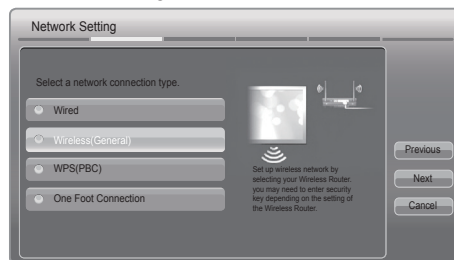 Network Setting
Select a network connection type.
Wired
Wireless(General)
WPS(PBC)
One Foot Connection
Set up wireless network by
selecting your Wireless Router.
you may need to enter security
key depending on the setting of
the Wireless Router.
Previous
Next
Cancel